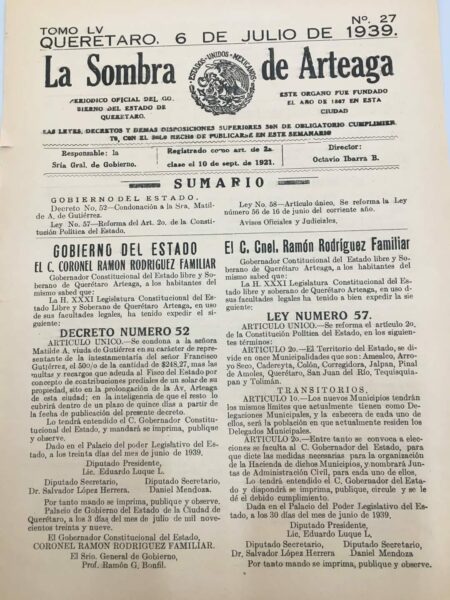 TOMO LV
Nº. 27
QUERETARO. 6 DE JULIO DE 1939.
La Sombra de Arteaga
ESTADOS UNIDOS MEXICANOS
PERIODICO OFICIAL DEL GO-
BIERNO DEL ESTADO DE
QUERETARO.
ESTE ORGANO FUE FUNDADO
EL AÑO DE 1867 EN ESTA
CIUDAD
LAS LEYES, DECRETOS Y DEMAS DISPOSICIONES SUPERIORES SON DE OBLIGATORIO CUMPLIMIEN-
TO, CON SOLO HECHO DE PUBLICARSE EN ESTE SEMANARIO
Responsable: la
Sría Gral. de Gobierno.
Registrado como art. de 2a
clase el 10 de sept. de 1921.
Director:
Octavio Ibarra B.
SUMARIO
GOBIERNO DEL ESTADO.
Decreto No. 52—Condonación a la Sra. Matil-
de A. de Gutiérrez.
Ley No. 57—Reforma del Art. 2o. de la Consti-
tución Política del Estado.
Ley No. 58—Artículo único, Se reforma la Ley
número 56 de 16 de junio del corriente año.
Avisos Oficiales y Judiciales.
GOBIERNO DEL ESTADO
EL C. CORONEL RAMON RODRIGUEZ FAMILIAR
Gobernador Constitucional del Estado libre y So-
berano de Querétaro Arteaga, a los habitantes del
mismo sabed que:
La H. XXXI Legislatura Constitucional del Est-
Libre y Soberano de Querétaro Arteaga, en uso
de sus facultades legales, ha tenido a bien expedir el si-
guiente:
DECRETO NUMERO 52
ARTICULO UNICO.—Se condona a la señora
Matilde A, viuda de Gutiérrez en su carácter de repre-
sentante de la intestamentaria del señor Francisco
Gutiérrez, el 50o/o la cantidad de $218,27, mas las
multas y recargos que adeuda al Fisco del Estado por
concepto de contribuciones prediales de un solar de su
propiedad, sito en la prolongación de la Av, Arteaga
de esta ciudad; en la inteligencia de que el resto lo
cubrirá dentro de un plazo de quince días a partir de
la fecha de publicación del presente decreto.
Lo tendrá entendido el C. Gobernador Constitu-
cional del Estado, y mandará se imprima, publique
y observe.
Dado en el Palacio del poder Legislativo del Es-
tado, a los treinta días del mes de junio de 1939,
Diputado Presidente,
Lic. Eduardo Luque L.
Diputado Secretario,
Diputado Secretario,
Dr. Salvador López Herrera.
Daniel Mendoza.
Por tanto mando se imprima, publique y observe.
Palacio de Gobierno del Estado de la Ciudad de
Querétaro, a los 3 días del mes de julio de mil nove-
cientos treinta y nueve.
El Gobernador Constitucional del Estado,
CORONEL RAMON RODRIGUEZ FAMILIAR.
El Srio. General de Gobierno,
Prof. Ramón G, Bonfil.
El C. Cnel. Ramón Rodríguez Familiar
Gobernador Constitucional del Estado libre y So-
berano de Querétaro Arteaga, a los habitantes del
mismo sabed que:
La H. XXXI Legislatura Constitucional del Es-
tado libre y soberano de Querétaro Arteaga, en uso de
sus facultades legales ha tenido a bien expedir la sig-
uiente
LEY NUMERO 57.
ARTICULO UNICO.—Se reforma el artículo 2o.
de la Constitución Política del Estado, en los siguien-
tes términos:
ARTICULO 2o.—El Territorio del Estado, se di-
vide en once Municipalidades que son: Amealco, Arro-
yo Seco, Cadereyta, Colón, Corregidora, Jalpan, Pinal
de Amoles, Querétaro, San Juan del Río, Tequisquia-
pan y Tolimán.
TRANSITORIOS.
ARTICULO 1o.—Los nuevos Municipios tendrán
los mismos límites que actualmente tienen como De-
legaciones Municipales, y la cabecera de cada uno de
ellos, será la población en que actualmente residen los
Delegados Municipales.
ARTICULO 2o.—Entre tanto se convoca a elec-
ciones se faculta al C. Gobernador del Estado, para
que dicte las medidas necesarias para la organización
de la Hacienda de dichos Municipios, y nombrará Jun-
tas de Administración Civil, para cada uno de ellos,
Lo tendrá entendido el C. Gobernador del Esta-
do y dispondrá se imprima, publique, circule y se le
dé el debido cumplimiento.
Dada en el Palacio del Poder Legislativo del Es-
tado, a los 30 días del mes de junio de 1939,
Diputado Presidente,
Lic, Eduardo Luque L,
Diputado Secretario
Diputado Secretario
Dr, Salvador López Herrera
Daniel Mendoza
Por tanto mando se imprima, publique y observe.